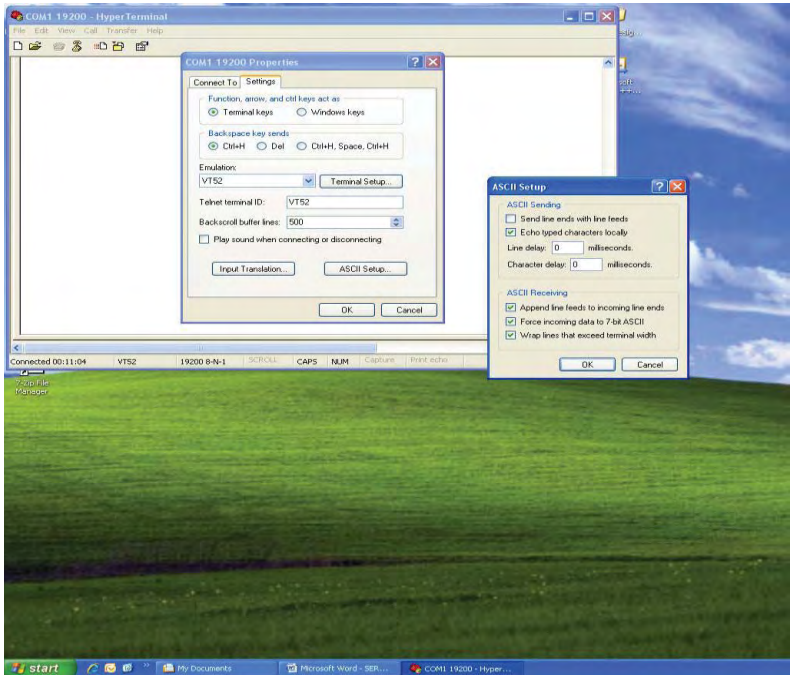 COM1 19200 - HyperTerminal
File Edit View Call Transfer Help
COM1 19200 Properties
Connect To Settings
Function, arrow, and ctrl keys act as
Terminal keys Windows keys
Backspace key sends
Ctrl+H Del Ctrl+H, Space, Ctrl+H
Emulation:
VT52 Terminal Setup...
Telnet terminal ID: VT52
Backscroll buffer lines: 500
Play sound when connecting or disconnecting
Input Translation... ASCII Setup...
OK Cancel
ASCII Setup
ASCII Sending
Send line ends with line feeds
Echo typed characters locally
Line delay: 0 milliseconds.
Character delay: 0 milliseconds.
ASCII Receiving
Append line feeds to incoming line ends
Force incoming data to 7-bit ASCII
Wrap lines that exceed terminal width
OK Cancel
Connected 00:11:04 VT52 19200 8-N-1 SCROLL CAPS NUM Capture Print echo
7-Zip File
Manager
start My Documents Microsoft Word - SER... COM1 19200 - Hyper...